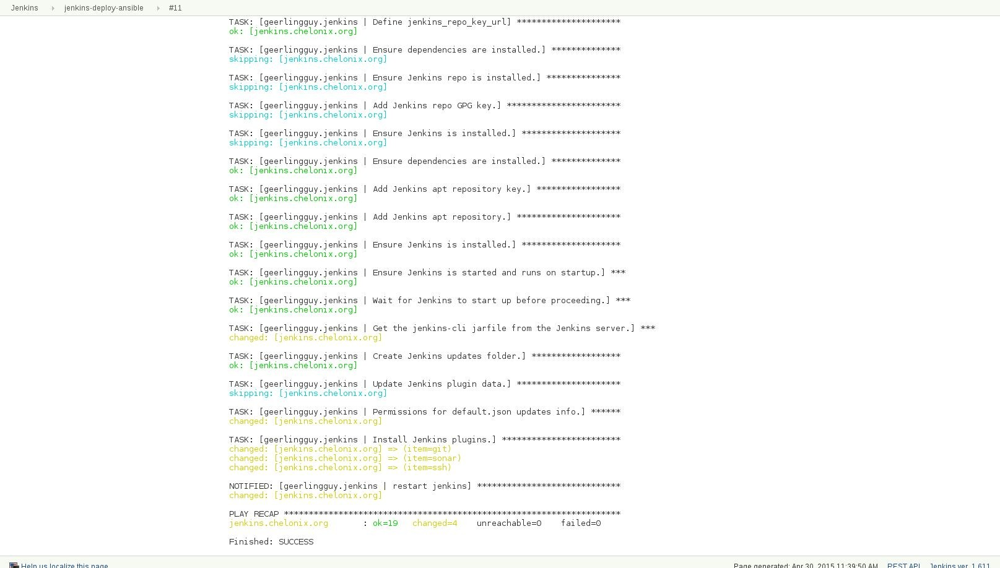 Jenkins jenkins-deploy-ansible #11
TASK: [geerlingguy.jenkins | Define jenkins_repo_key_url] *********************
ok: [jenkins.chelonix.org]
TASK: [geerlingguy.jenkins | Ensure dependencies are installed.] **************
skipping: [jenkins.chelonix.org]
TASK: [geerlingguy.jenkins | Ensure Jenkins repo is installed.] ***************
skipping: [jenkins.chelonix.org]
TASK: [geerlingguy.jenkins | Add Jenkins repo GPG key.] ***********************
skipping: [jenkins.chelonix.org]
TASK: [geerlingguy.jenkins | Ensure Jenkins is installed.] ********************
skipping: [jenkins.chelonix.org]
TASK: [geerlingguy.jenkins | Ensure dependencies are installed.] **************
ok: [jenkins.chelonix.org]
TASK: [geerlingguy.jenkins | Add Jenkins apt repository key.] *****************
ok: [jenkins.chelonix.org]
TASK: [geerlingguy.jenkins | Add Jenkins apt repository.] *********************
ok: [jenkins.chelonix.org]
TASK: [geerlingguy.jenkins | Ensure Jenkins is installed.] ********************
ok: [jenkins.chelonix.org]
TASK: [geerlingguy.jenkins | Ensure Jenkins is started and runs on startup.] ***
ok: [jenkins.chelonix.org]
TASK: [geerlingguy.jenkins | Wait for Jenkins to start up before proceeding.] ***
ok: [jenkins.chelonix.org]
TASK: [geerlingguy.jenkins | Get the jenkins-cli jarfile from the Jenkins server.] ***
changed: [jenkins.chelonix.org]
TASK: [geerlingguy.jenkins | Create Jenkins updates folder.] ******************
ok: [jenkins.chelonix.org]
TASK: [geerlingguy.jenkins | Update Jenkins plugin data.] *********************
skipping: [jenkins.chelonix.org]
TASK: [geerlingguy.jenkins | Permissions for default.json updates info.] ******
changed: [jenkins.chelonix.org]
TASK: [geerlingguy.jenkins | Install Jenkins plugins.] ************************
changed: [jenkins.chelonix.org] => (item=git)
changed: [jenkins.chelonix.org] => (item=sonar)
changed: [jenkins.chelonix.org] => (item=ssh)
NOTIFIED: [geerlingguy.jenkins | restart jenkins] *****************************
changed: [jenkins.chelonix.org]
PLAY RECAP ********************************************************************
jenkins.chelonix.org : ok=19 changed=4 unreachable=0 failed=0
Finished: SUCCESS
Help us localize this page Page generated: Apr 30, 2015 11:39:50 AM REST API Jenkins ver. 1.611